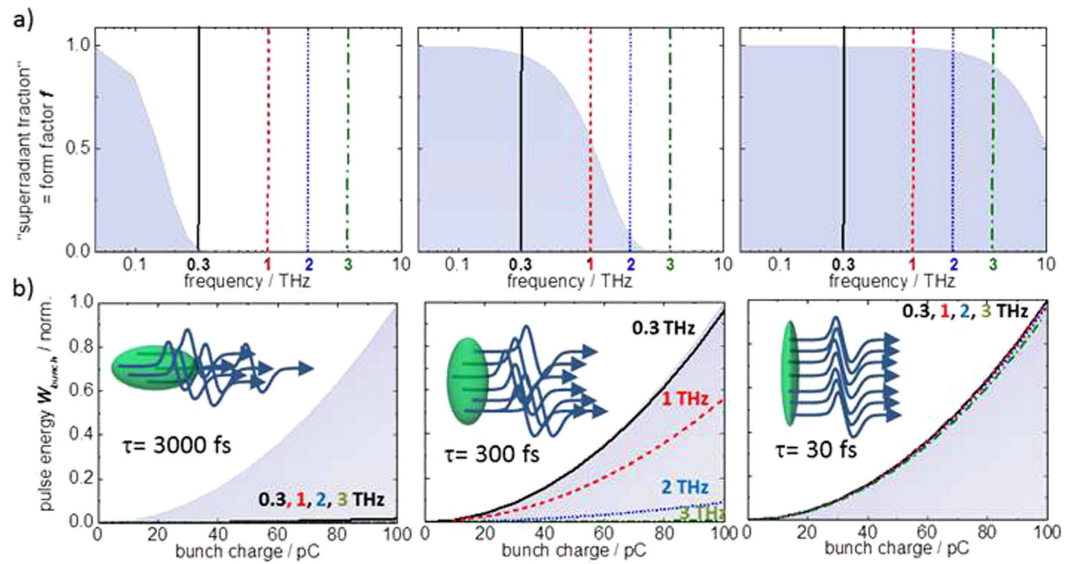 a)
"superradiant traction"
= form factor f
1.0
0.5
0.0
0.1 0.3 1 2 3 10
frequency / THz
0.1 0.3 1 2 3 10
frequency / THz
0.1 0.3 1 2 3 10
frequency / THz
b)
pulse energy W bunch / norm.
1.0
0.8
0.6
0.4
0.2
0.0
τ= 3000 fs
0.3, 1, 2, 3 THz
20 40 60 80 100
bunch charge / pC
0.3 THz
1 THz
τ= 300 fs
2 THz
3 THz
20 40 60 80 100
bunch charge / pC
0.3, 1, 2, 3 THz
τ= 30 fs
0 20 40 60 80 100
bunch charge / pC